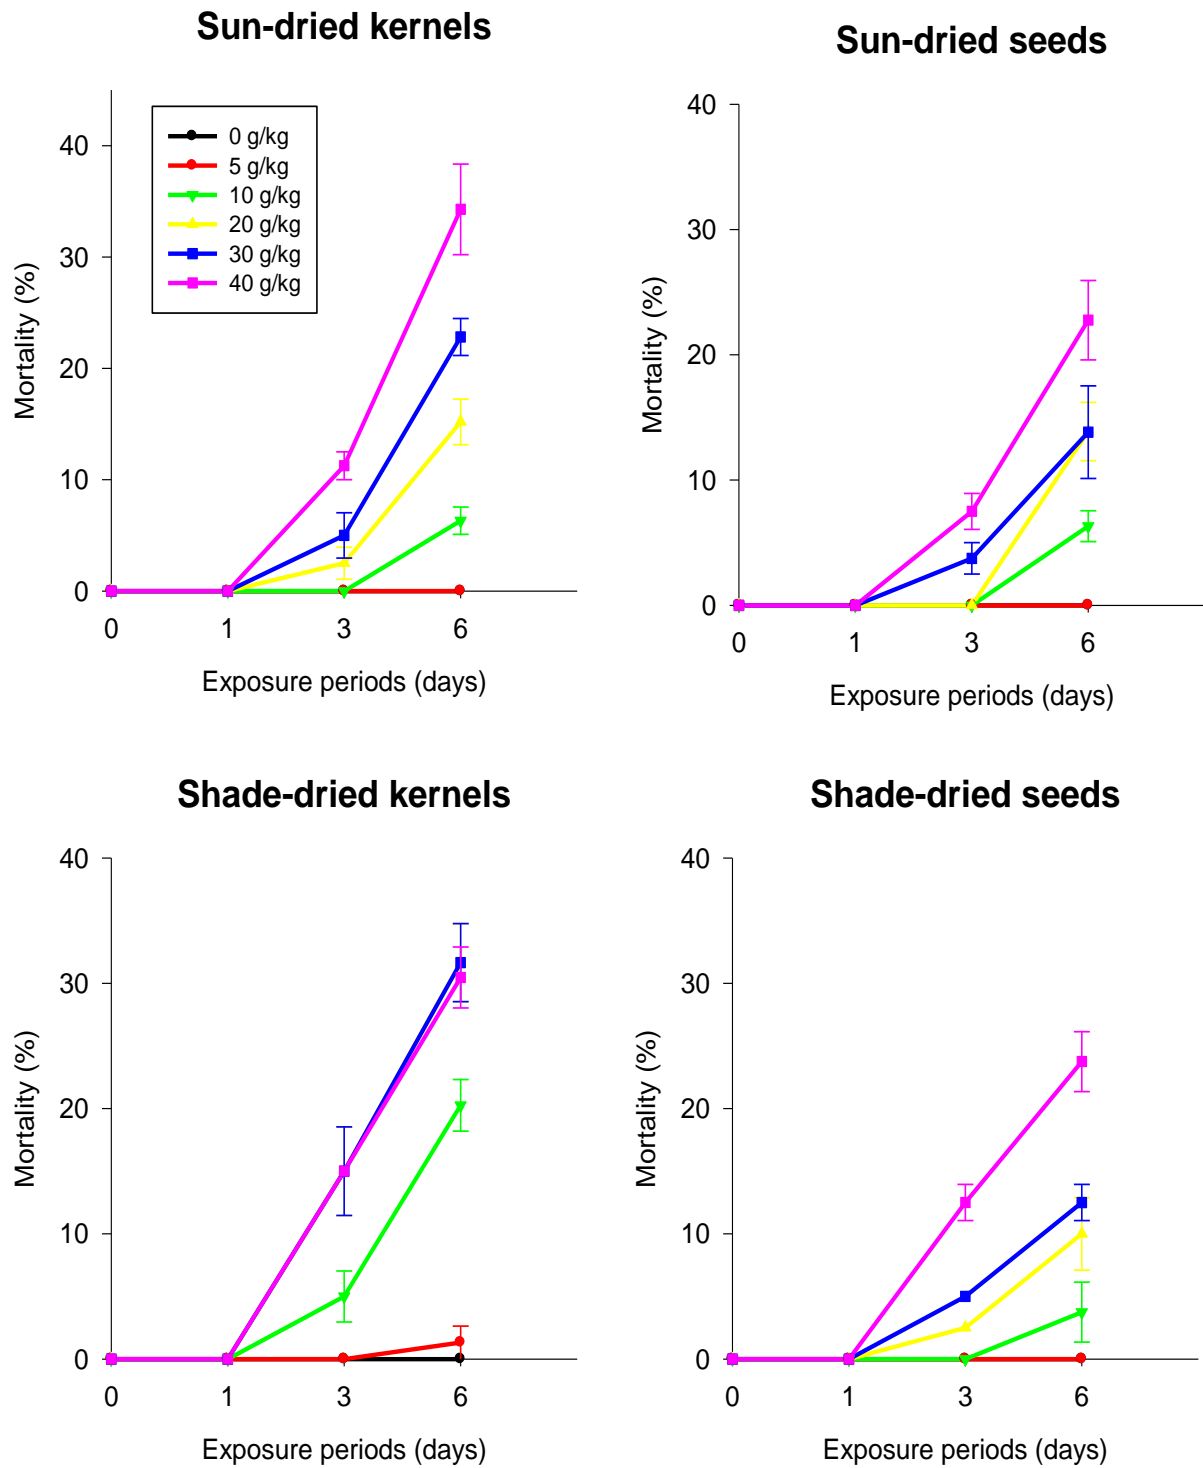 Sun-dried kernels
40
30
20
10
0
Mortality (%)
0 g/kg
5 g/kg
10 g/kg
20 g/kg
30 g/kg
40 g/kg
0 1 3 6
Exposure periods (days)
Sun-dried seeds
40
30
20
10
0
Mortality (%)
0 1 3 6
Exposure periods (days)
Shade-dried kernels
40
30
20
10
0
Mortality (%)
0 1 3 6
Exposure periods (days)
Shade-dried seeds
40
30
20
10
0
Mortality (%)
0 1 3 6
Exposure periods (days)